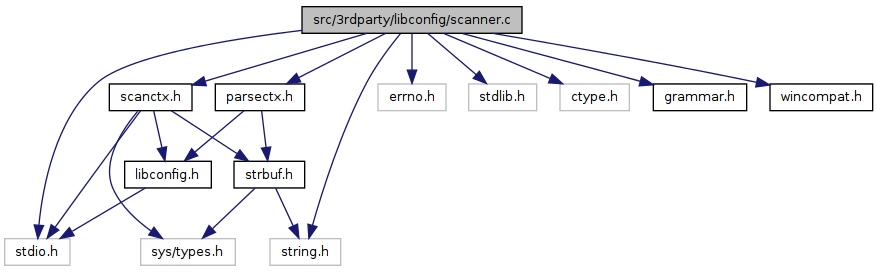 src/3rdparty/libconfig/scanner.c
scanctx.h
parsectx.h
errno.h
stdlib.h
ctype.h
grammar.h
wincompat.h
libconfig.h
strbuf.h
stdio.h
sys/types.h
string.h